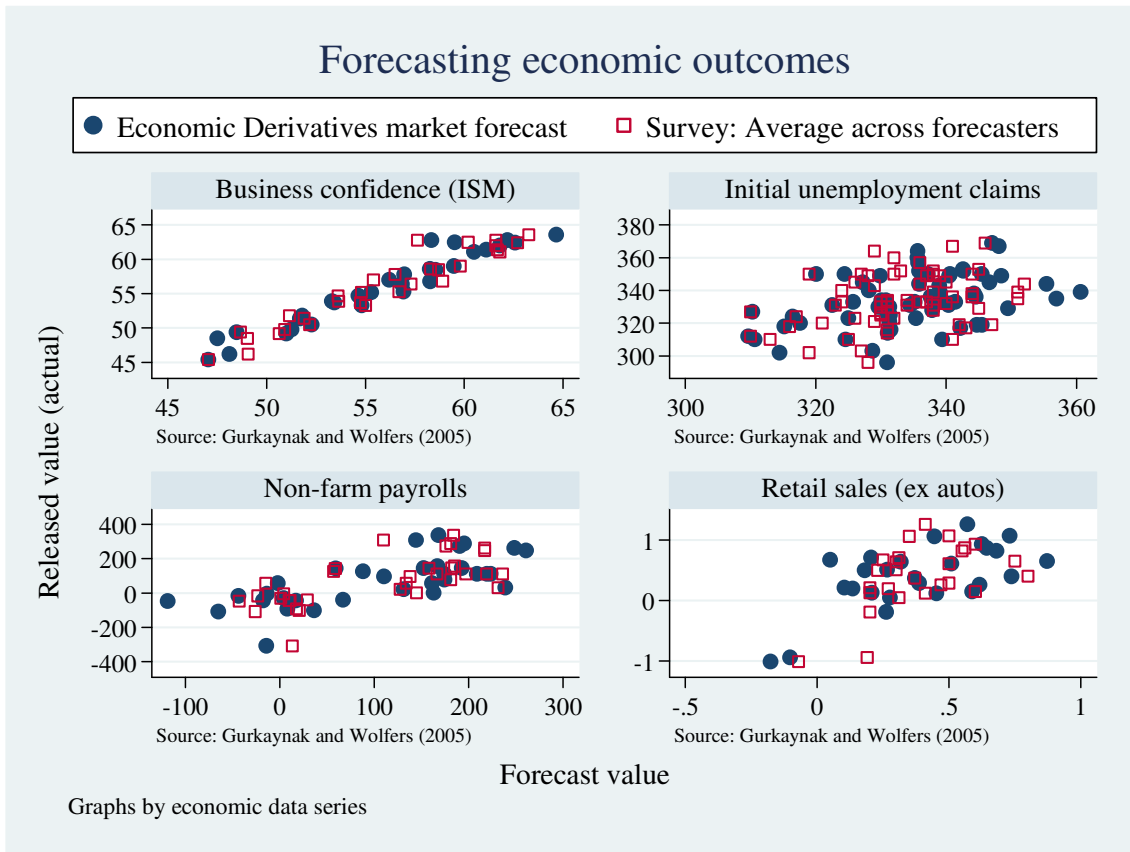 Forecasting economic outcomes
Economic Derivatives market forecast Survey: Average across forecasters
Business confidence (ISM)
65
60
55
50
45
45 50 55 60 65
Source: Gurkaynak and Wolfers (2005)
Initial unemployment claims
380
360
340
320
300
300 320 340 360
Source: Gurkaynak and Wolfers (2005)
Non-farm payrolls
400
200
0
-200
-400
-100 0 100 200 300
Source: Gurkaynak and Wolfers (2005)
Retail sales (ex autos)
1
0
-1
-.5 0 .5 1
Source: Gurkaynak and Wolfers (2005)
Released value (actual)
Forecast value
Graphs by economic data series